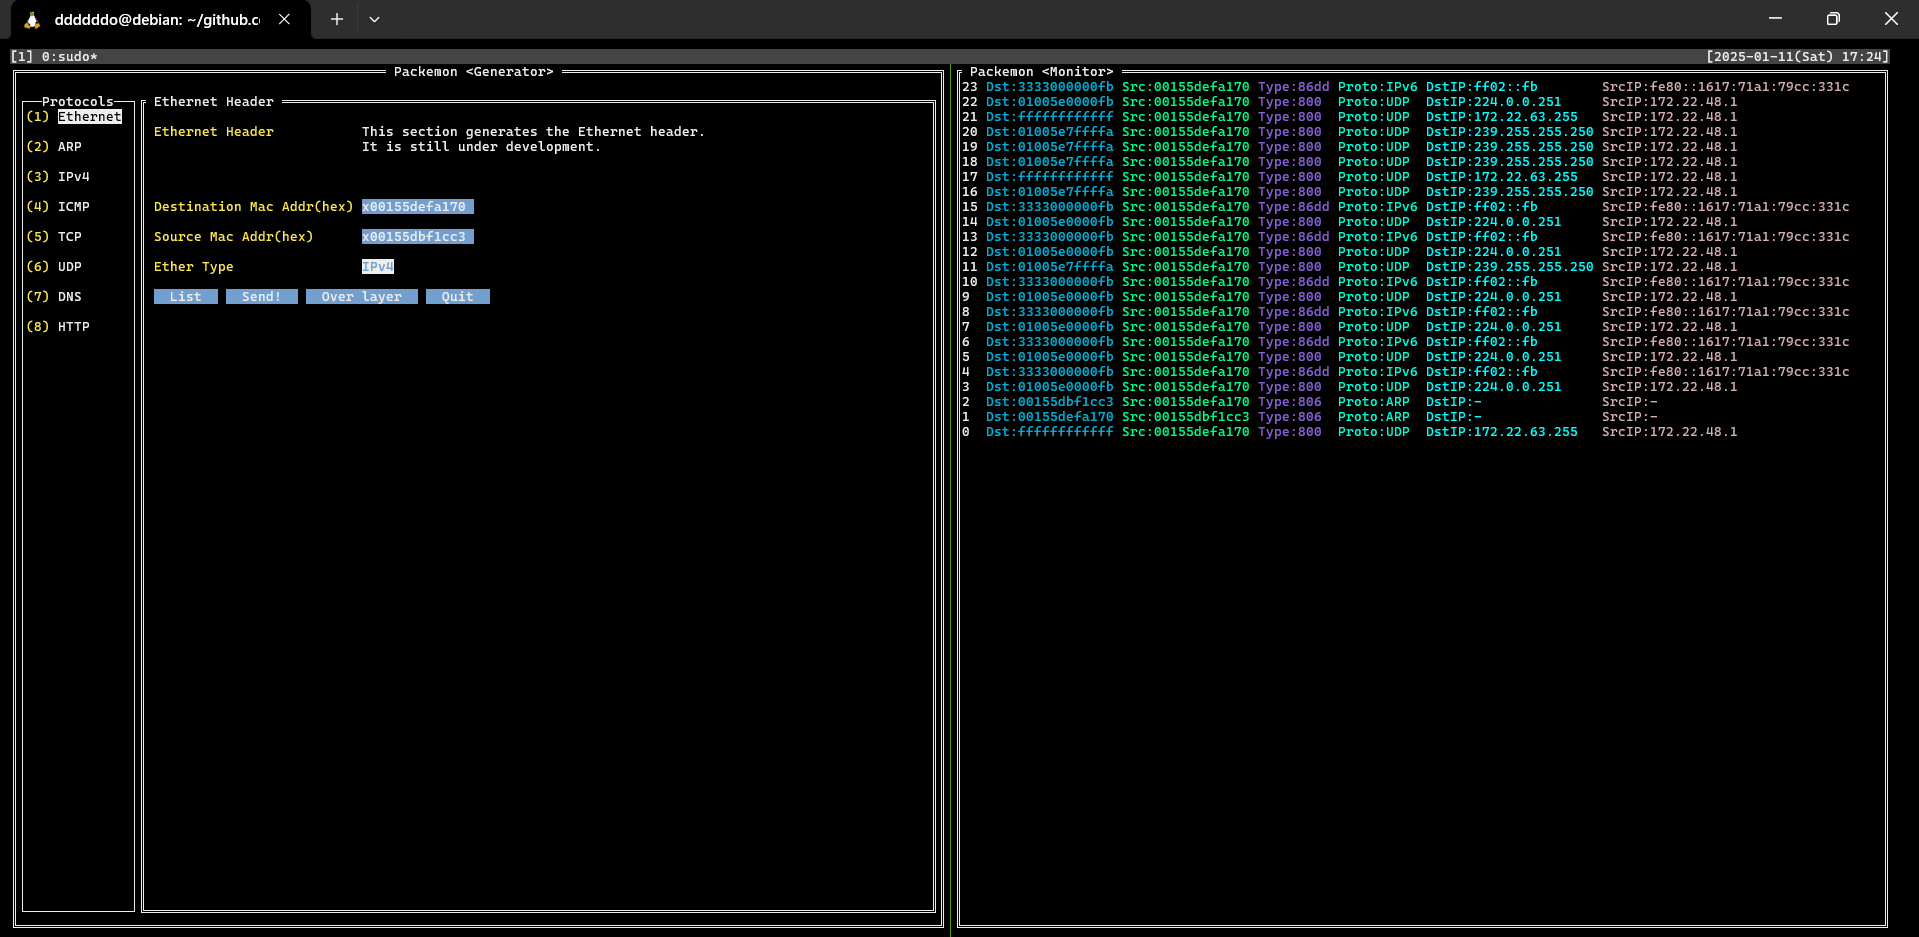 ddddddo@debian: ~/github.c
[1] 0:sudo* [2025-01-11(Sat) 17:24]
Packemon <Generator>
Protocols
(1) Ethernet
(2) ARP
(3) IPv4
(4) ICMP
(5) TCP
(6) UDP
(7) DNS
(8) HTTP
Ethernet Header
Ethernet Header This section generates the Ethernet header.
It is still under development.
Destination Mac Addr(hex) x00155defa170
Source Mac Addr(hex) x00155dbf1cc3
Ether Type IPv4
List Send! Over layer Quit
Packemon <Monitor>
23 Dst:3333000000fb Src:00155defa170 Type:86dd Proto:IPv6 DstIP:ff02::fb SrcIP:fe80::1617:71a1:79cc:331c
22 Dst:01005e0000fb Src:00155defa170 Type:800 Proto:UDP DstIP:224.0.0.251 SrcIP:172.22.48.1
21 Dst:ffffffffffff Src:00155defa170 Type:800 Proto:UDP DstIP:172.22.63.255 SrcIP:172.22.48.1
20 Dst:01005e7ffffa Src:00155defa170 Type:800 Proto:UDP DstIP:239.255.255.250 SrcIP:172.22.48.1
19 Dst:01005e7ffffa Src:00155defa170 Type:800 Proto:UDP DstIP:239.255.255.250 SrcIP:172.22.48.1
18 Dst:01005e7ffffa Src:00155defa170 Type:800 Proto:UDP DstIP:239.255.255.250 SrcIP:172.22.48.1
17 Dst:ffffffffffff Src:00155defa170 Type:800 Proto:UDP DstIP:172.22.63.255 SrcIP:172.22.48.1
16 Dst:01005e7ffffa Src:00155defa170 Type:800 Proto:UDP DstIP:239.255.255.250 SrcIP:172.22.48.1
15 Dst:3333000000fb Src:00155defa170 Type:86dd Proto:IPv6 DstIP:ff02::fb SrcIP:fe80::1617:71a1:79cc:331c
14 Dst:01005e0000fb Src:00155defa170 Type:800 Proto:UDP DstIP:224.0.0.251 SrcIP:172.22.48.1
13 Dst:3333000000fb Src:00155defa170 Type:86dd Proto:IPv6 DstIP:ff02::fb SrcIP:fe80::1617:71a1:79cc:331c
12 Dst:01005e0000fb Src:00155defa170 Type:800 Proto:UDP DstIP:224.0.0.251 SrcIP:172.22.48.1
11 Dst:01005e7ffffa Src:00155defa170 Type:800 Proto:UDP DstIP:239.255.255.250 SrcIP:172.22.48.1
10 Dst:3333000000fb Src:00155defa170 Type:86dd Proto:IPv6 DstIP:ff02::fb SrcIP:fe80::1617:71a1:79cc:331c
9 Dst:01005e0000fb Src:00155defa170 Type:800 Proto:UDP DstIP:224.0.0.251 SrcIP:172.22.48.1
8 Dst:3333000000fb Src:00155defa170 Type:86dd Proto:IPv6 DstIP:ff02::fb SrcIP:fe80::1617:71a1:79cc:331c
7 Dst:01005e0000fb Src:00155defa170 Type:800 Proto:UDP DstIP:224.0.0.251 SrcIP:172.22.48.1
6 Dst:3333000000fb Src:00155defa170 Type:86dd Proto:IPv6 DstIP:ff02::fb SrcIP:fe80::1617:71a1:79cc:331c
5 Dst:01005e0000fb Src:00155defa170 Type:800 Proto:UDP DstIP:224.0.0.251 SrcIP:172.22.48.1
4 Dst:3333000000fb Src:00155defa170 Type:86dd Proto:IPv6 DstIP:ff02::fb SrcIP:fe80::1617:71a1:79cc:331c
3 Dst:01005e0000fb Src:00155defa170 Type:800 Proto:UDP DstIP:224.0.0.251 SrcIP:172.22.48.1
2 Dst:00155dbf1cc3 Src:00155defa170 Type:806 Proto:ARP DstIP:- SrcIP:-
1 Dst:00155defa170 Src:00155dbf1cc3 Type:806 Proto:ARP DstIP:- SrcIP:-
0 Dst:ffffffffffff Src:00155defa170 Type:800 Proto:UDP DstIP:172.22.63.255 SrcIP:172.22.48.1